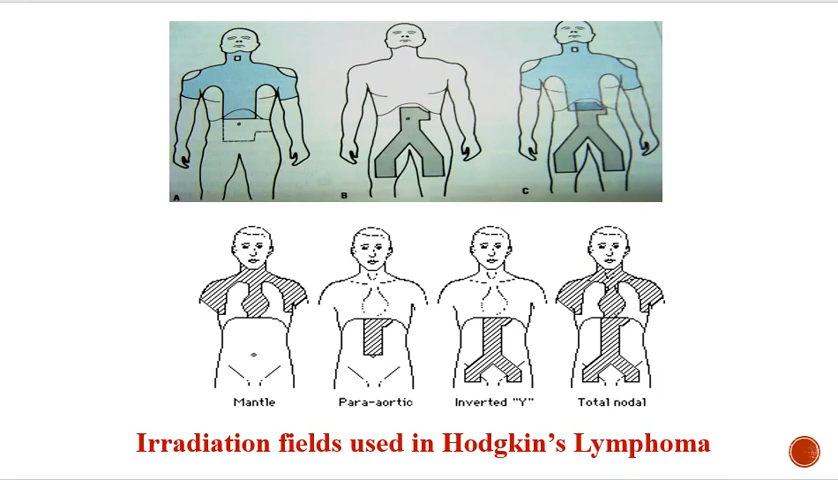 A B C
Mantle Para-aortic Inverted "Y" Total nodal
Irradiation fields used in Hodgkin’s Lymphoma